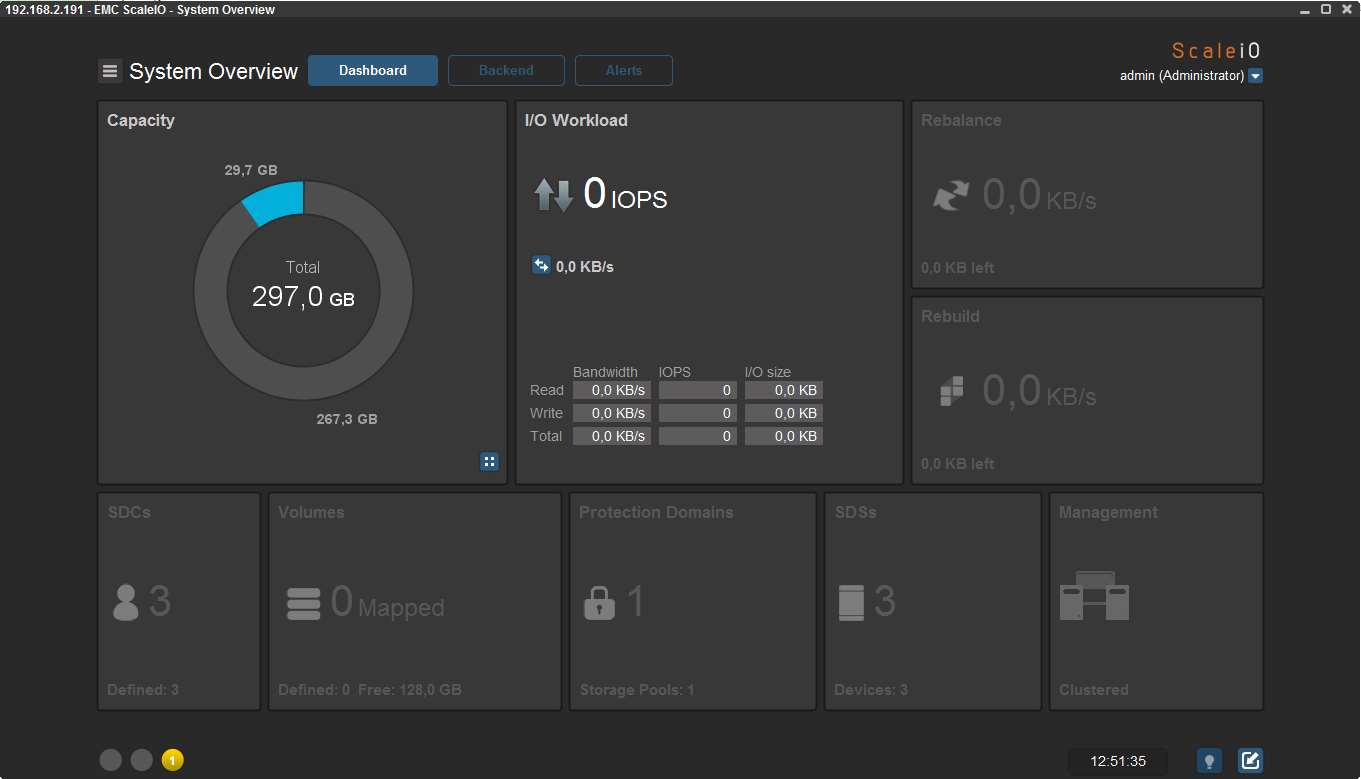 192.168.2.191 - EMC ScaleIO - System Overview
ScaleiO
System Overview
Dashboard
Backend
Alerts
admin (Administrator)
Capacity
29,7 GB
Total
297,0 GB
267,3 GB
I/O Workload
0 IOPS
0,0 KB/s
Bandwidth IOPS I/O size
Read 0,0 KB/s 0 0,0 KB
Write 0,0 KB/s 0 0,0 KB
Total 0,0 KB/s 0 0,0 KB
Rebalance
0,0 KB/s
0,0 KB left
Rebuild
0,0 KB/s
0,0 KB left
SDCs
3
Defined: 3
Volumes
0 Mapped
Defined: 0 Free: 128,0 GB
Protection Domains
1
Storage Pools: 1
SDSs
3
Devices: 3
Management
Clustered
1
12:51:35